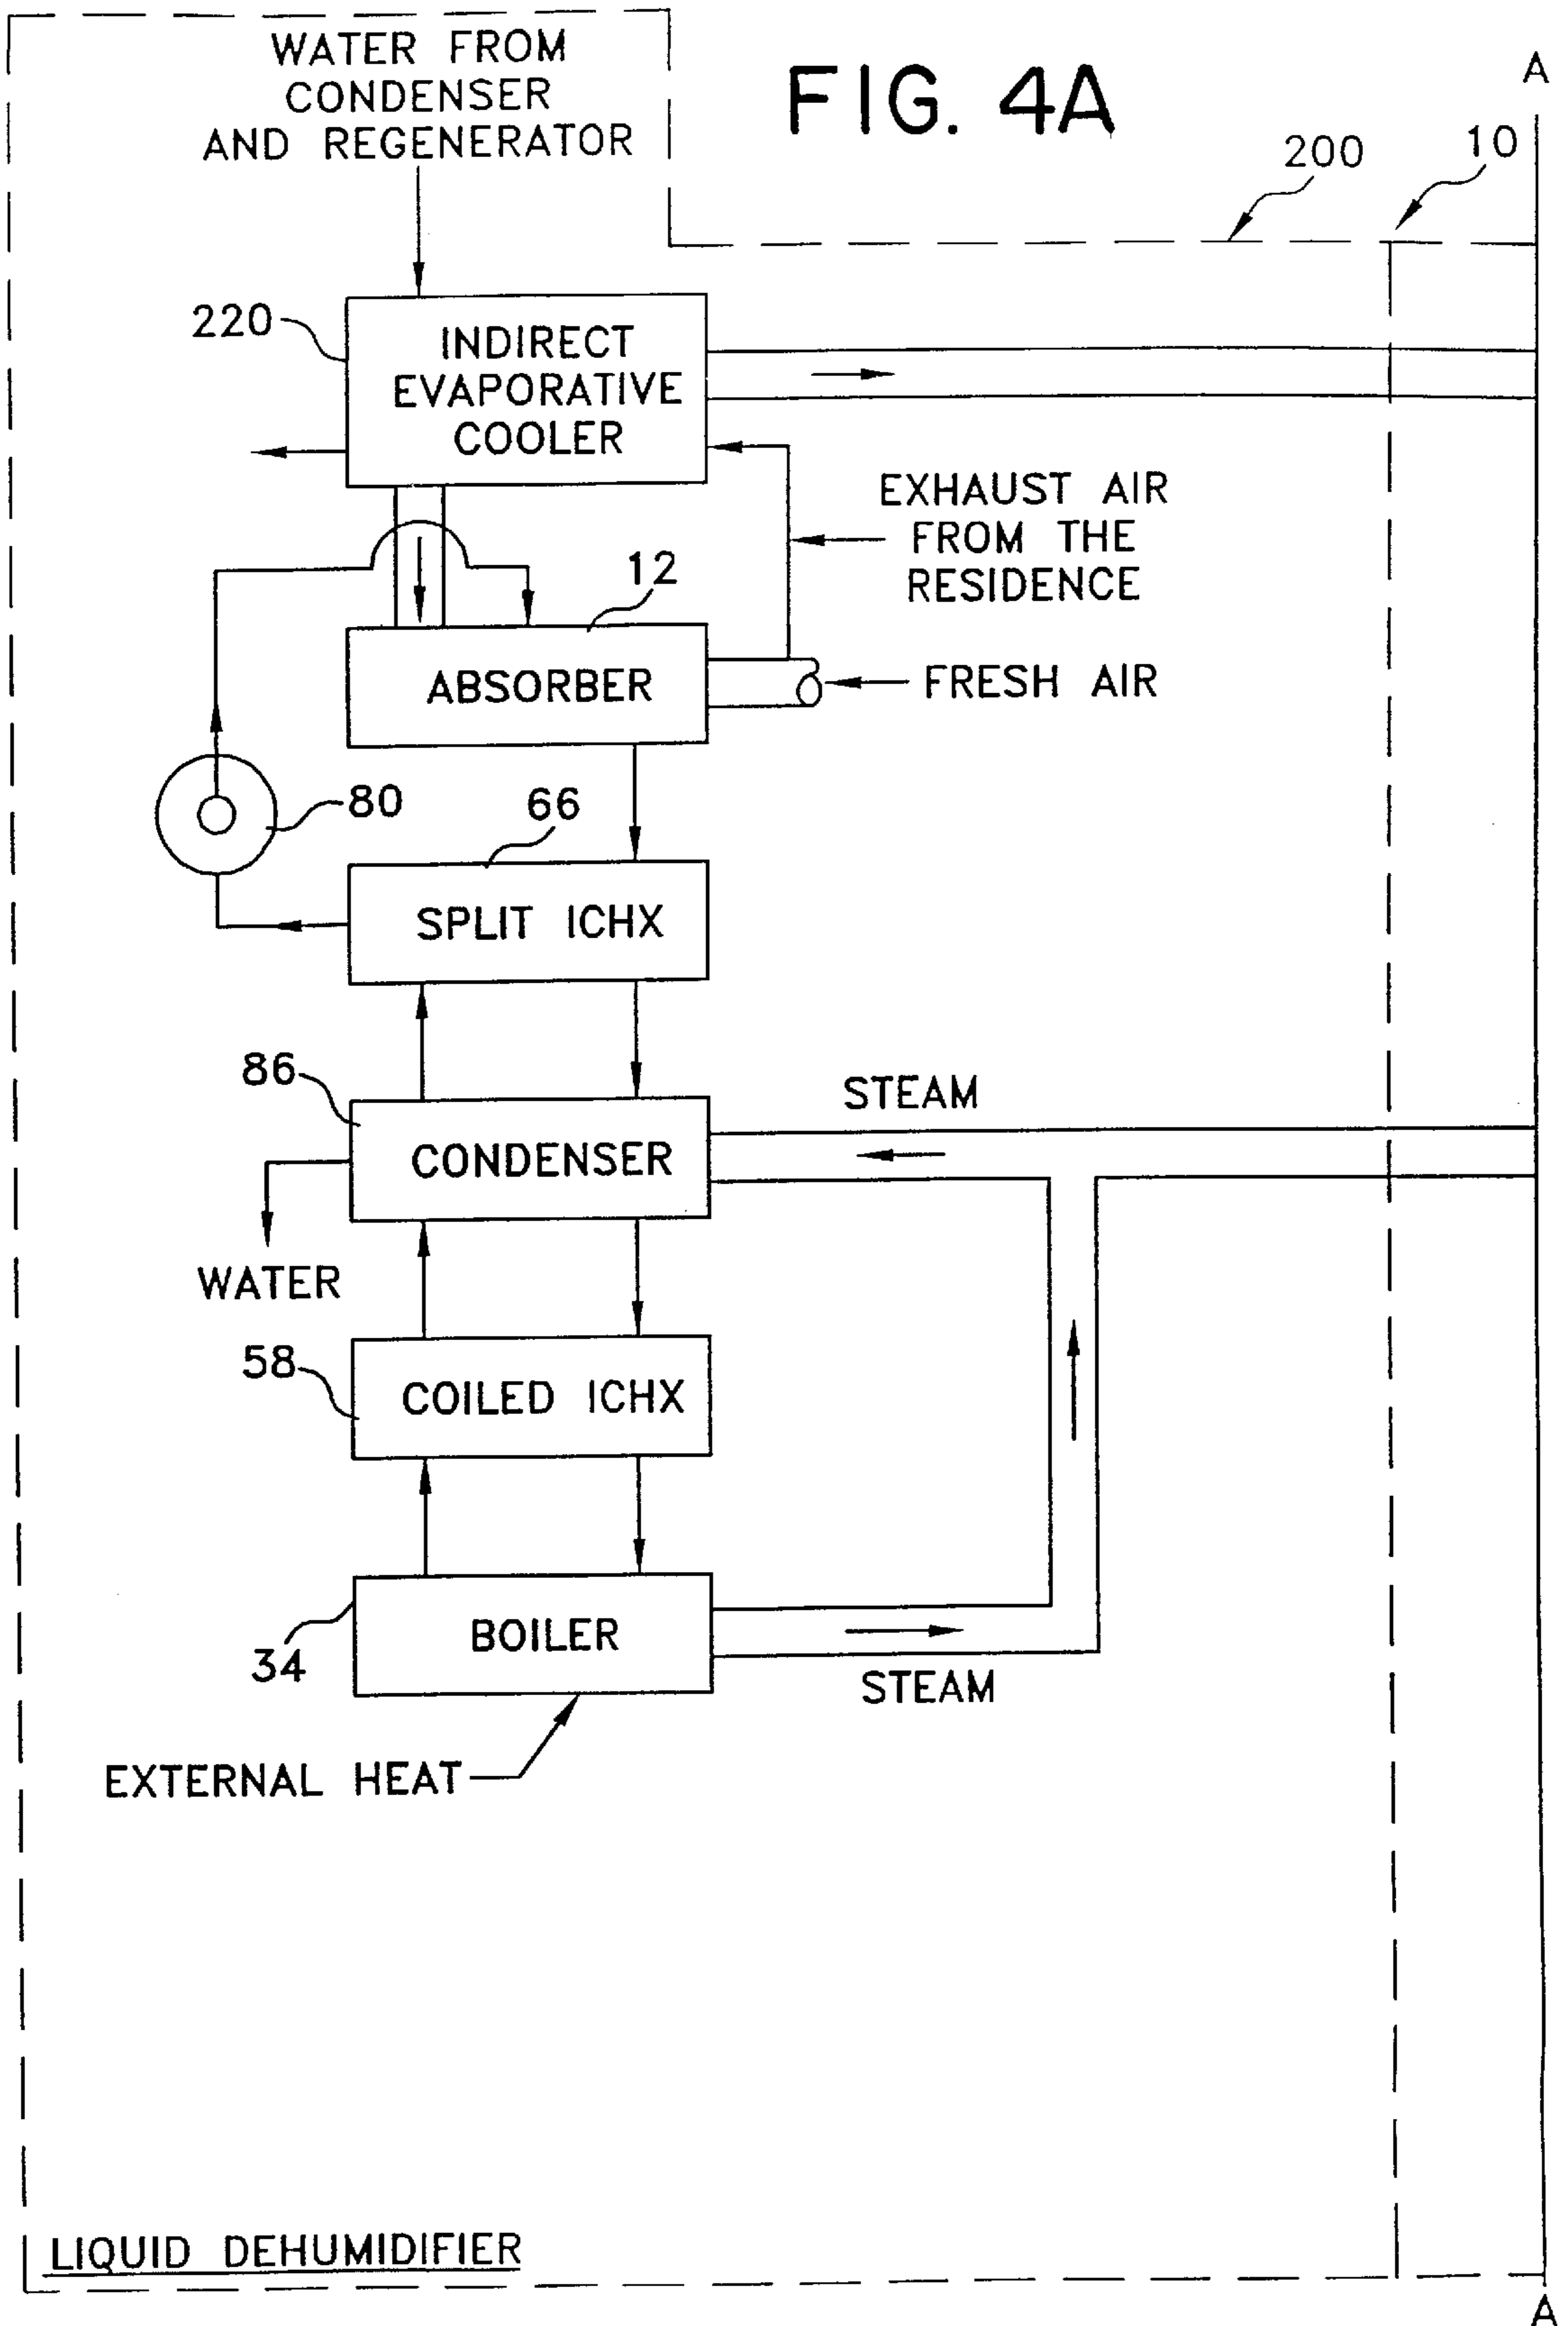 WATER FROM
CONDENSER
AND REGENERATOR
FIG. 4A
A
200
10
220
INDIRECT
EVAPORATIVE
COOLER
EXHAUST AIR
FROM THE
RESIDENCE
12
ABSORBER
FRESH AIR
80
66
SPLIT ICHX
86
STEAM
CONDENSER
WATER
58
COILED ICHX
BOILER
34
STEAM
EXTERNAL HEAT
LIQUID DEHUMIDIFIER
A